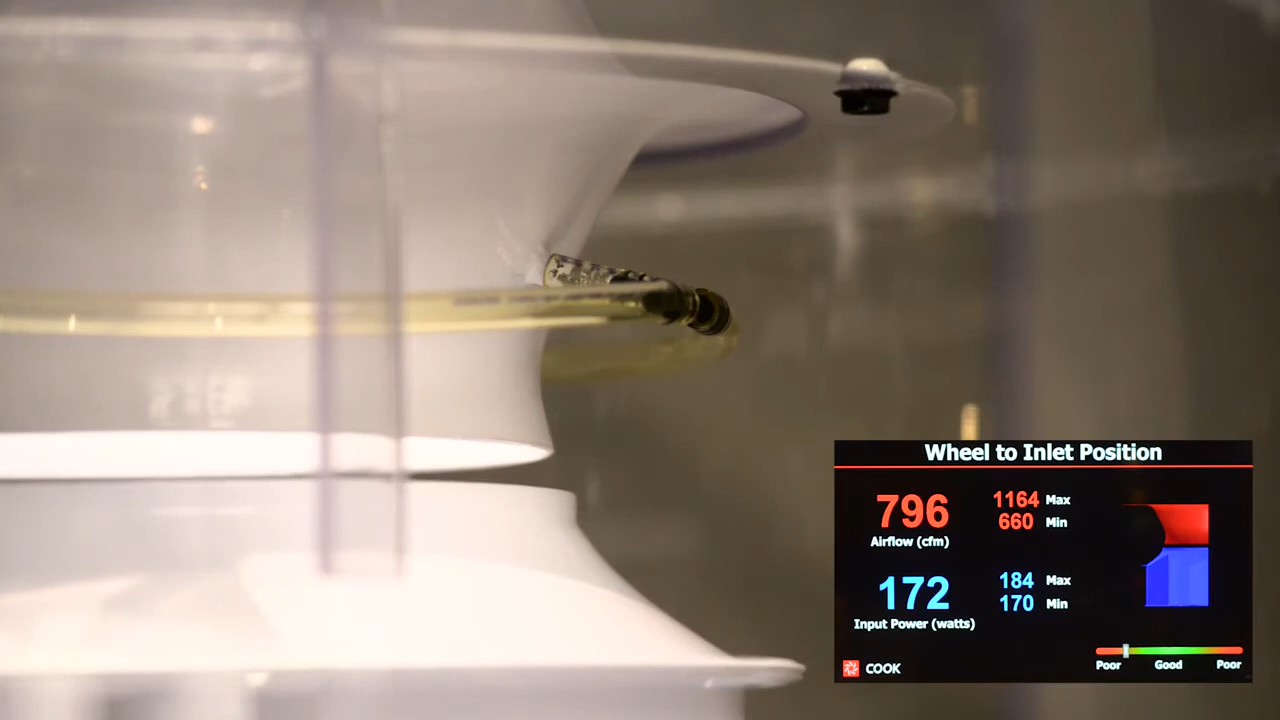 Wheel to Inlet Position
796
Airflow (cfm)
1164 Max
660 Min
172
Input Power (watts)
184 Max
170 Min
Poor Good Poor
COOK